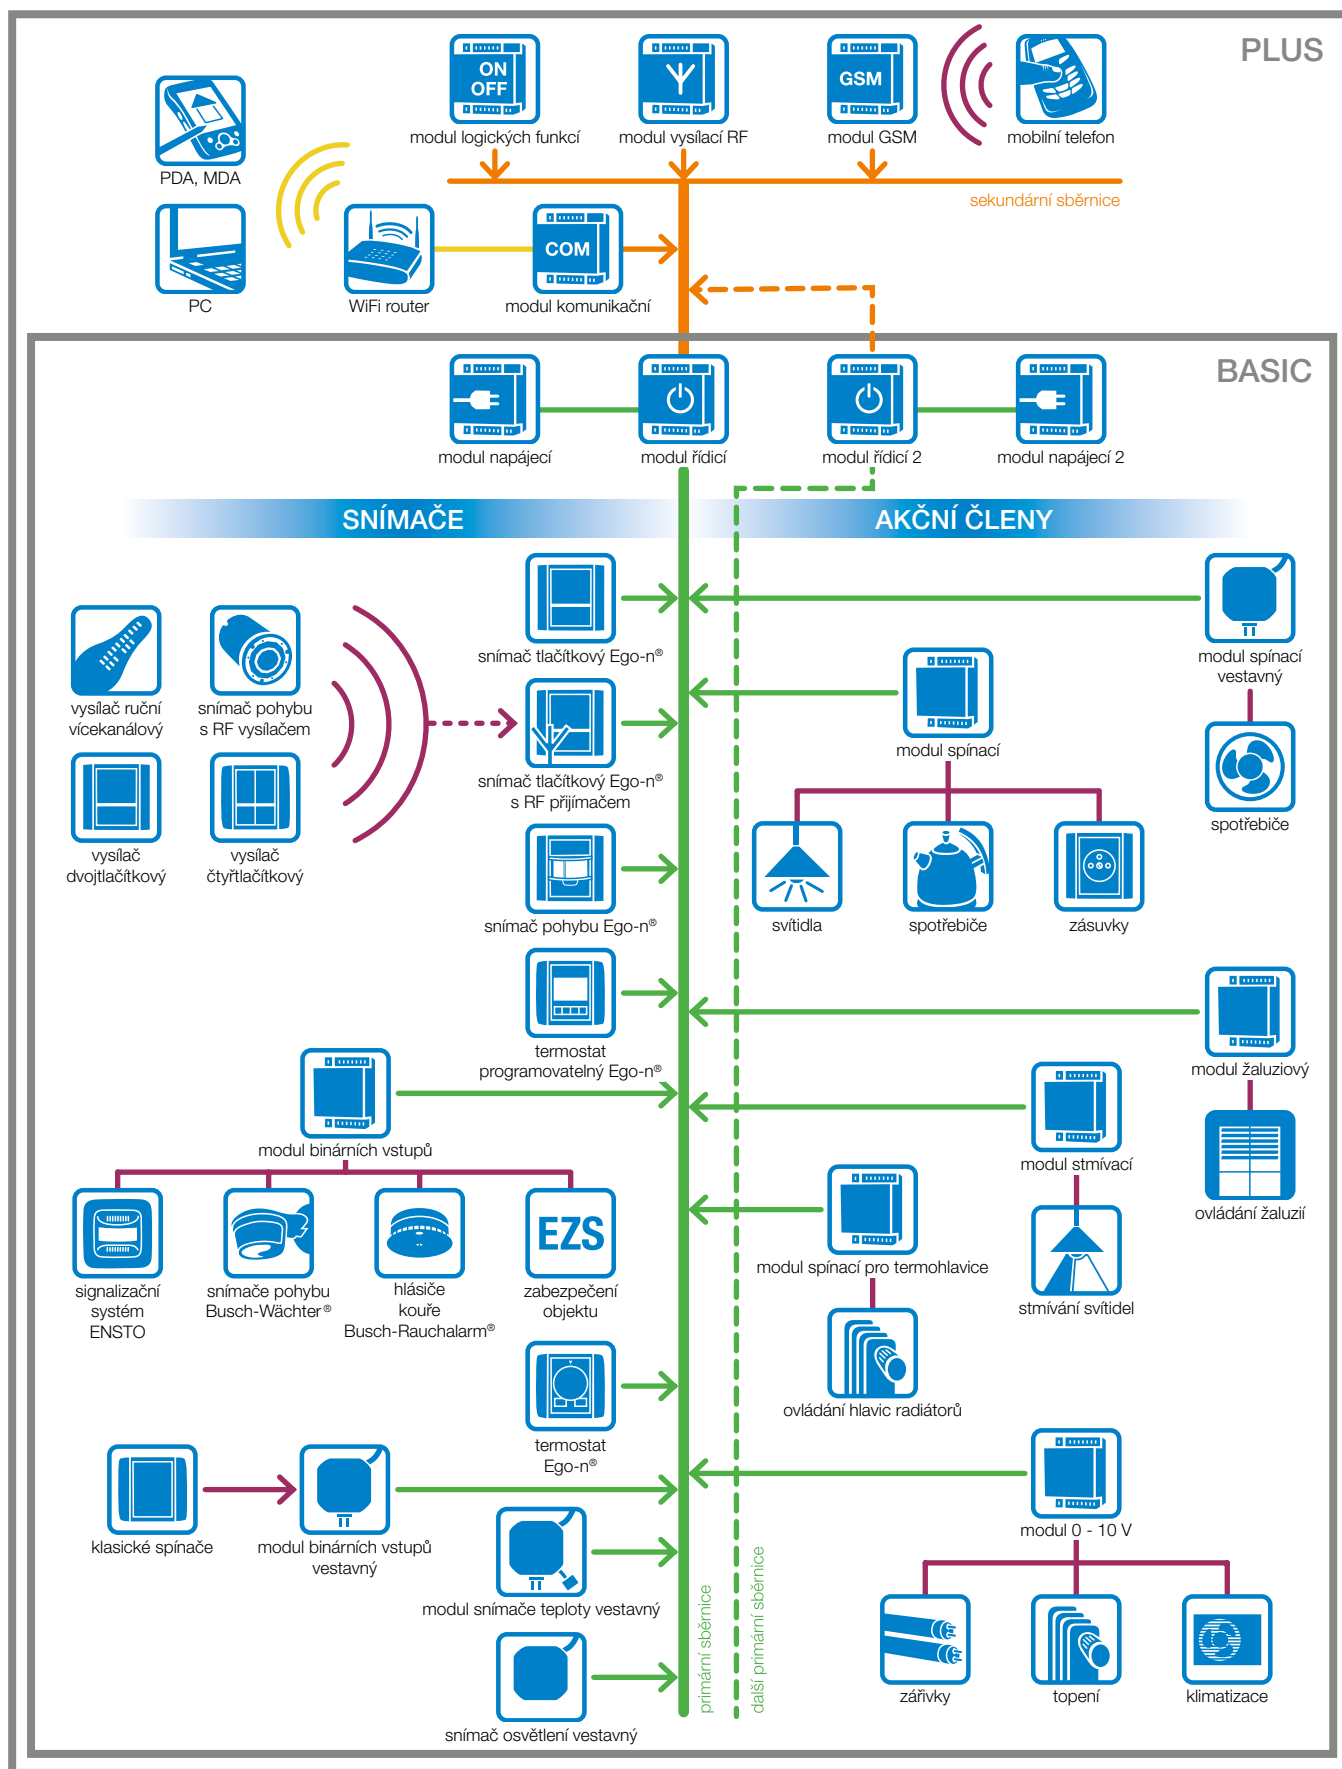 PLUS
ON
OFF
GSM
modul logických funkcí
modul vysílací RF
modul GSM
mobilní telefon
PDA, MDA
sekundární sběrnice
COM
PC
WiFi router
modul komunikační
BASIC
modul napájecí
modul řídicí
modul řídicí 2
modul napájecí 2
SNÍMAČE
AKČNÍ ČLENY
snímač tlačítkový Ego-n®
modul spínací
vestavný
vysílač ruční
vícekanálový
snímač pohybu
s RF vysílačem
modul spínací
snímač tlačítkový Ego-n®
s RF přijímačem
spotřebiče
vysílač
dvojtlačítkový
vysílač
čtyřtlačítkový
snímač pohybu Ego-n®
svítidla
spotřebiče
zásuvky
termostat
programovatelný Ego-n®
modul žaluziový
modul binárních vstupů
modul stmívací
ovládání žaluzií
EZS
signalizační
systém
ENSTO
snímače pohybu
Busch-Wächter®
hlásiče
kouře
Busch-Rauchalarm®
zabezpečení
objektu
modul spínací pro termohlavice
stmívání svítidel
ovládání hlavic radiátorů
termostat
Ego-n®
klasické spínače
modul binárních vstupů
vestavný
modul 0 - 10 V
modul snímače teploty vestavný
primární sběrnice
další primární sběrnice
snímač osvětlení vestavný
zářivky
topení
klimatizace